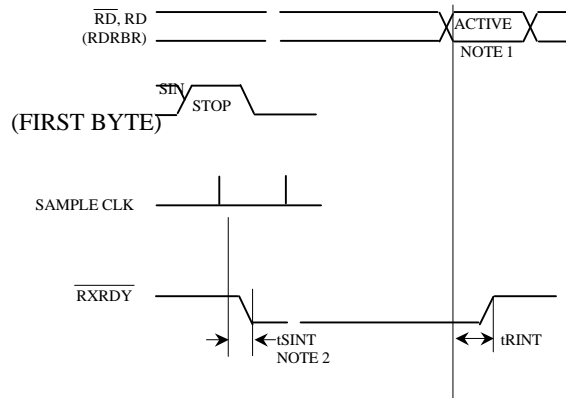 RD, RD
(RDRBR)
ACTIVE
NOTE 1
SIN
STOP
(FIRST BYTE)
SAMPLE CLK
RXRDY
tSINT
NOTE 2
tRINT